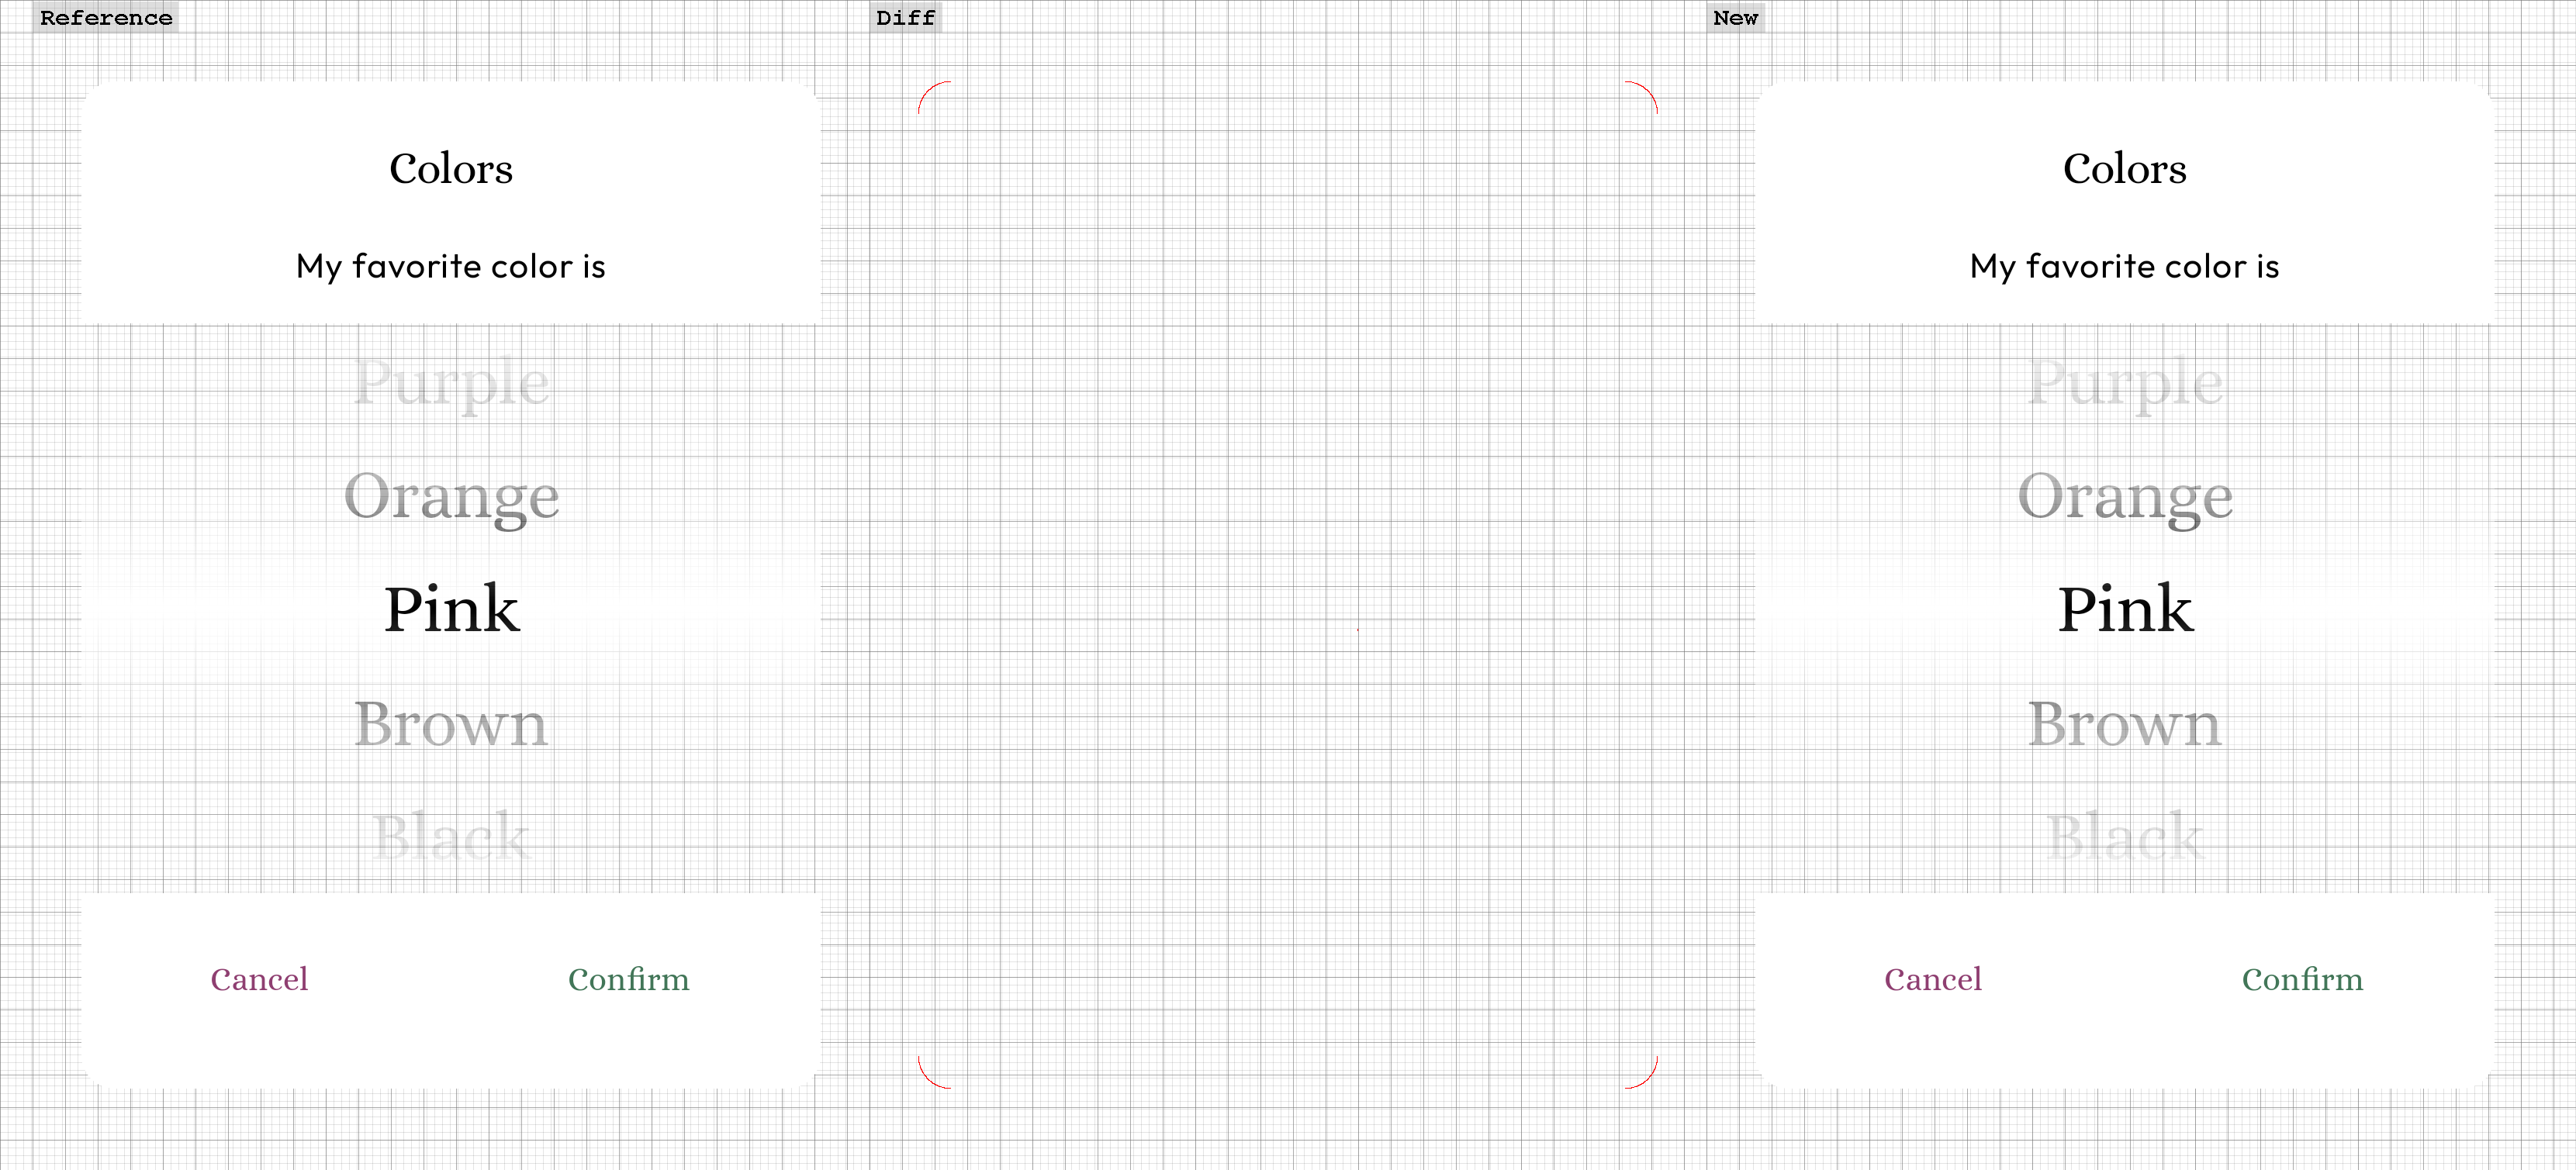 Reference
Colors
My favorite color is
Purple
Orange
Pink
Brown
Black
Cancel Confirm
Diff
New
Colors
My favorite color is
Purple
Orange
Pink
Brown
Black
Cancel Confirm